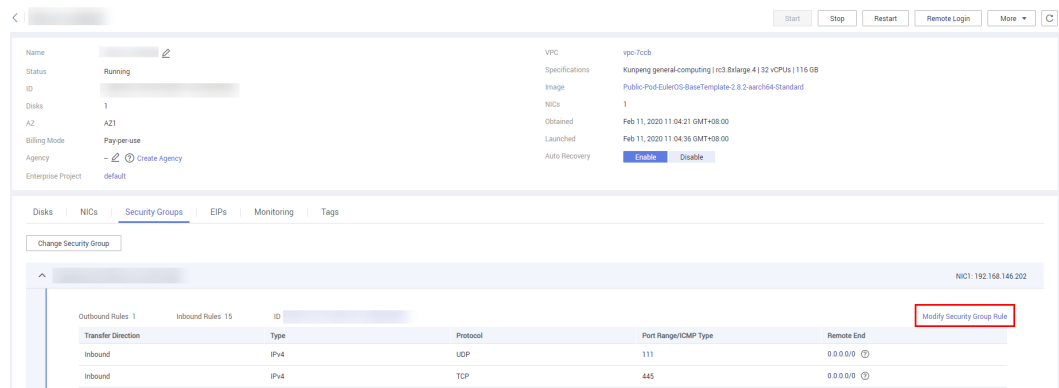 Start Stop Restart Remote Login More
Name VPC vpc-7ccb
Status Running Specifications Kunpeng general-computing | rc3.8xlarge.4 | 32 vCPUs | 116 GB
ID Image Public-Pod-EulerOS-BaseTemplate-2.8.2-aarch64-Standard
Disks 1 NICs 1
AZ AZ1 Obtained Feb 11, 2020 11:04:21 GMT+08:00
Billing Mode Pay-per-use Launched Feb 11, 2020 11:04:36 GMT+08:00
Agency -- Create Agency Auto Recovery Enable Disable
Enterprise Project default
Disks NICs Security Groups EIPs Monitoring Tags
Change Security Group
NIC1: 192.168.146.202
Outbound Rules 1 Inbound Rules 15 ID Modify Security Group Rule
Transfer Direction Type Protocol Port Range/ICMP Type Remote End
Inbound IPv4 UDP 111 0.0.0.0/0
Inbound IPv4 TCP 445 0.0.0.0/0